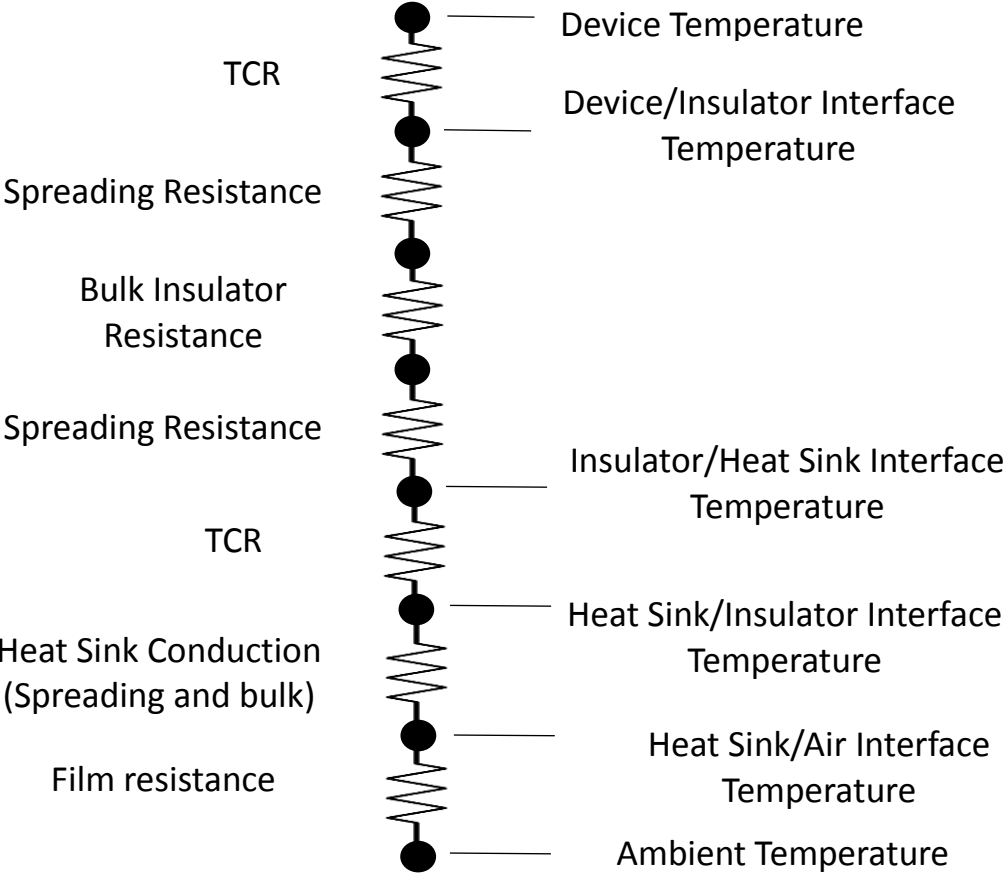 Device Temperature
TCR
Device/Insulator Interface
Temperature
Spreading Resistance
Bulk Insulator
Resistance
Spreading Resistance
Insulator/Heat Sink Interface
Temperature
TCR
Heat Sink/Insulator Interface
Temperature
Heat Sink Conduction
(Spreading and bulk)
Heat Sink/Air Interface
Temperature
Film resistance
Ambient Temperature